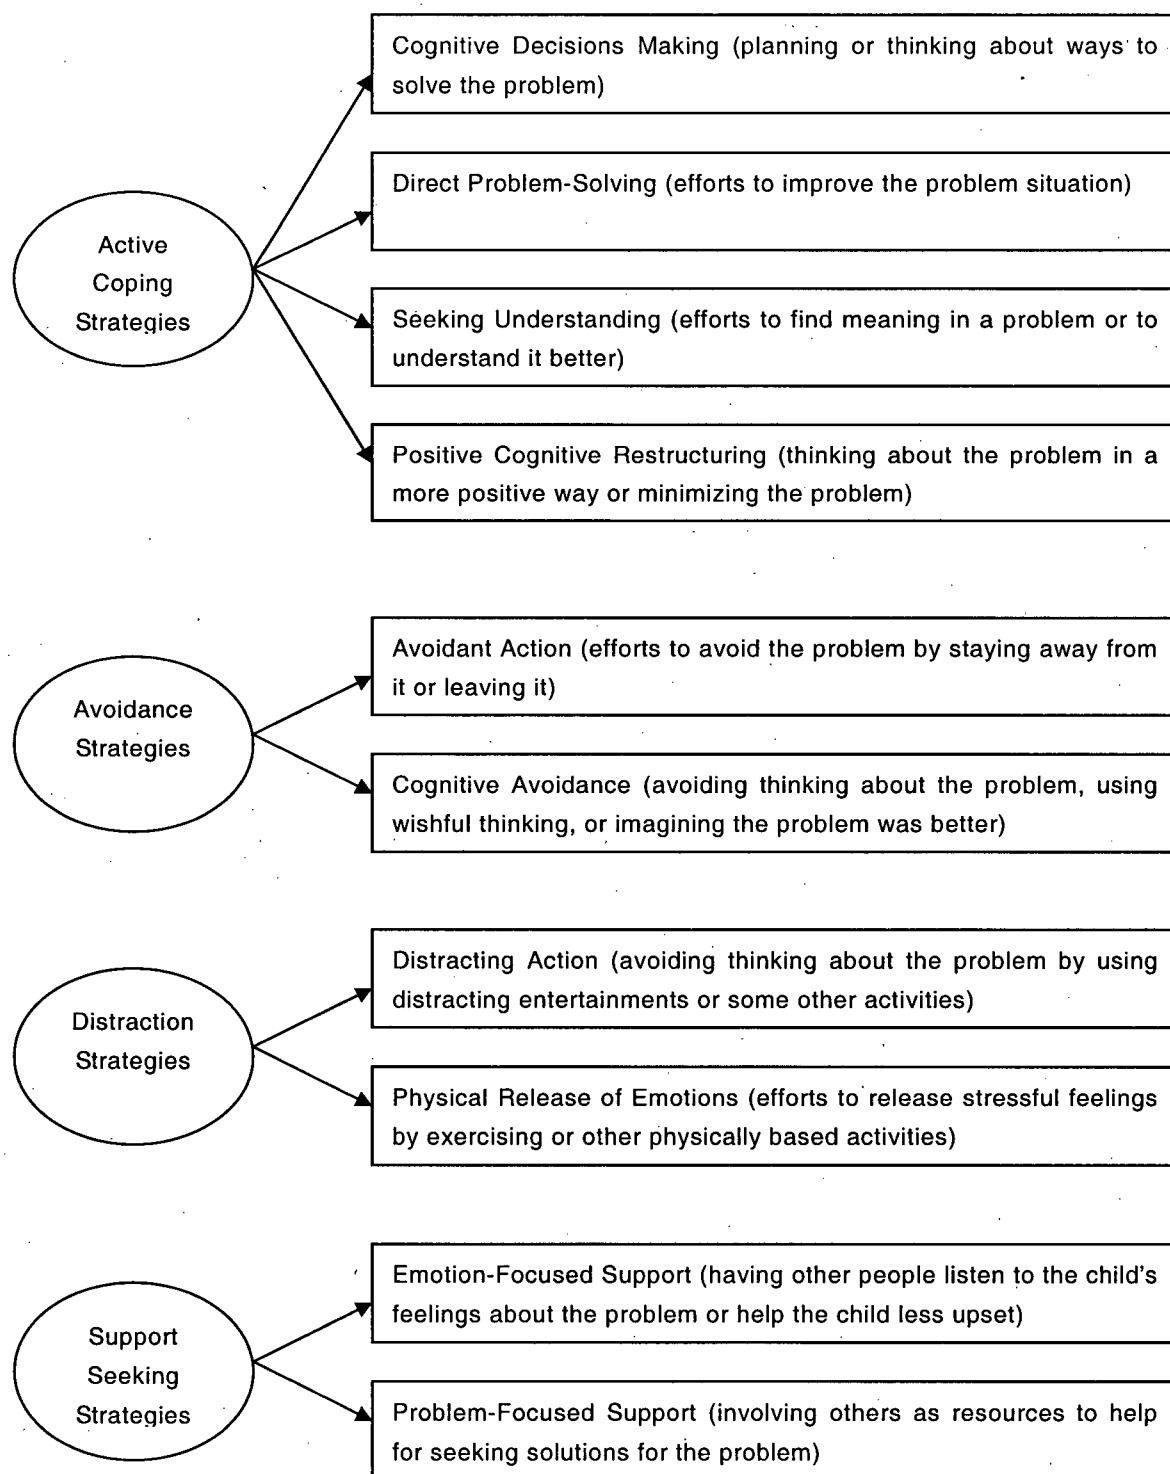 Cognitive Decisions Making (planning or thinking about ways to
solve the problem)
Direct Problem-Solving (efforts to improve the problem situation)
Active
Coping
Strategies
Seeking Understanding (efforts to find meaning in a problem or to
understand it better)
Positive Cognitive Restructuring (thinking about the problem in a
more positive way or minimizing the problem)
Avoidance
Strategies
Avoidant Action (efforts to avoid the problem by staying away from
it or leaving it)
Cognitive Avoidance (avoiding thinking about the problem, using
wishful thinking, or imagining the problem was better)
Distraction
Strategies
Distracting Action (avoiding thinking about the problem by using
distracting entertainments or some other activities)
Physical Release of Emotions (efforts to release stressful feelings
by exercising or other physically based activities)
Support
Seeking
Strategies
Emotion-Focused Support (having other people listen to the child's
feelings about the problem or help the child less upset)
Problem-Focused Support (involving others as resources to help
for seeking solutions for the problem)